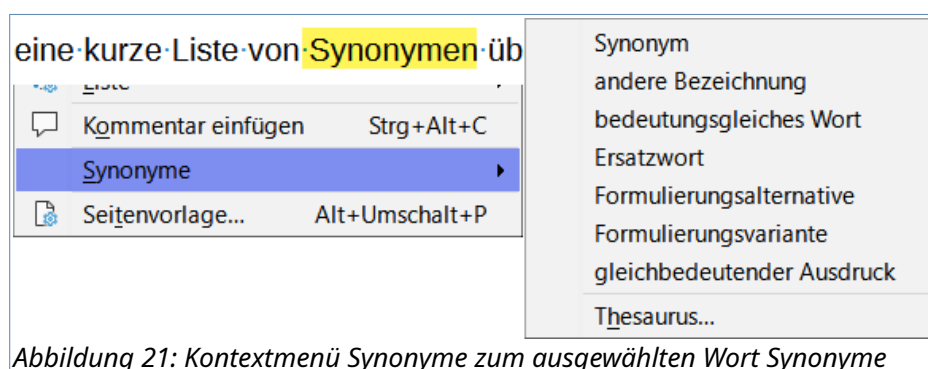 eine kurze Liste von Synonymen üb
Liste
Kommentar einfügen Strg+Alt+C
Synonyme
Seitenvorlage... Alt+Umschalt+P
Synonym
andere Bezeichnung
bedeutungsgleiches Wort
Ersatzwort
Formulierungsalternative
Formulierungsvariante
gleichbedeutender Ausdruck
Thesaurus...
Abbildung 21: Kontextmenü Synonyme zum ausgewählten Wort Synonyme